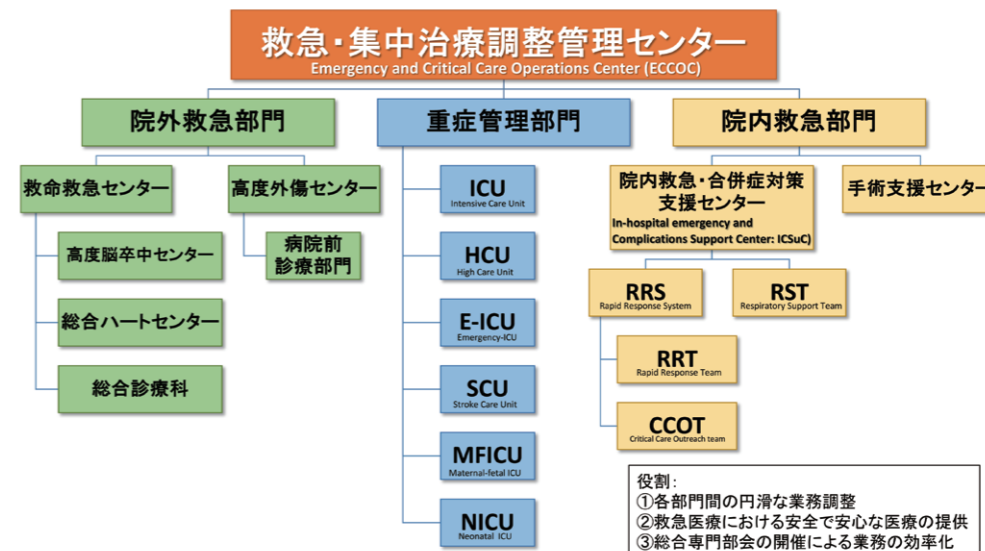 救急・集中治療調整管理センター
Emergency and Critical Care Operations Center (ECCOC)
院外救急部門
救命救急センター
高度脳卒中センター
総合ハートセンター
総合診療科
高度外傷センター
病院前
診療部門
重症管理部門
ICU
Intensive Care Unit
HCU
High Care Unit
E-ICU
Emergency-ICU
SCU
Stroke Care Unit
MFICU
Maternal-fetal ICU
NICU
Neonatal ICU
院内救急部門
院内救急・合併症対策
支援センター
In-hospital emergency and
Complications Support Center: ICSuC)
RRS
Rapid Response System
RRT
Rapid Response Team
CCOT
Critical Care Outreach team
RST
Respiratory Support Team
手術支援センター
役割：
①各部門間の円滑な業務調整
②救急医療における安全で安心な医療の提供
③総合専門部会の開催による業務の効率化